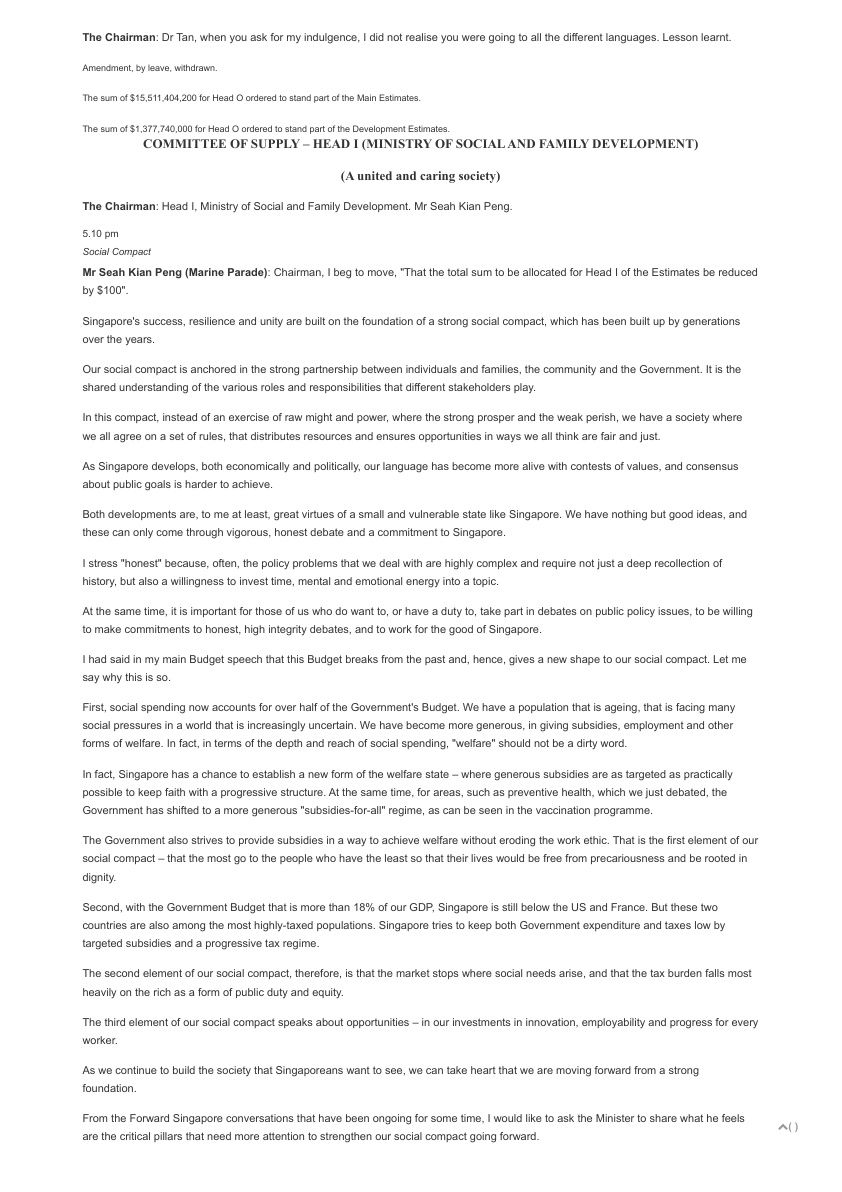 The Chairman: Dr Tan, when you ask for my indulgence, I did not realise you were going to all the different languages. Lesson learnt.
Amendment, by leave, withdrawn.
The sum of $15,511,404,200 for Head O ordered to stand part of the Main Estimates.
The sum of $1,377,740,000 for Head O ordered to stand part of the Development Estimates.
COMMITTEE OF SUPPLY – HEAD I (MINISTRY OF SOCIAL AND FAMILY DEVELOPMENT)
(A united and caring society)
The Chairman: Head I, Ministry of Social and Family Development. Mr Seah Kian Peng.
5.10 pm
Social Compact
Mr Seah Kian Peng (Marine Parade): Chairman, I beg to move, "That the total sum to be allocated for Head I of the Estimates be reduced
by $100".
Singapore's success, resilience and unity are built on the foundation of a strong social compact, which has been built up by generations
over the years.
Our social compact is anchored in the strong partnership between individuals and families, the community and the Government. It is the
shared understanding of the various roles and responsibilities that different stakeholders play.
In this compact, instead of an exercise of raw might and power, where the strong prosper and the weak perish, we have a society where
we all agree on a set of rules, that distributes resources and ensures opportunities in ways we all think are fair and just.
As Singapore develops, both economically and politically, our language has become more alive with contests of values, and consensus
about public goals is harder to achieve.
Both developments are, to me at least, great virtues of a small and vulnerable state like Singapore. We have nothing but good ideas, and
these can only come through vigorous, honest debate and a commitment to Singapore.
I stress "honest" because, often, the policy problems that we deal with are highly complex and require not just a deep recollection of
history, but also a willingness to invest time, mental and emotional energy into a topic.
At the same time, it is important for those of us who do want to, or have a duty to, take part in debates on public policy issues, to be willing
to make commitments to honest, high integrity debates, and to work for the good of Singapore.
I had said in my main Budget speech that this Budget breaks from the past and, hence, gives a new shape to our social compact. Let me
say why this is so.
First, social spending now accounts for over half of the Government's Budget. We have a population that is ageing, that is facing many
social pressures in a world that is increasingly uncertain. We have become more generous, in giving subsidies, employment and other
forms of welfare. In fact, in terms of the depth and reach of social spending, "welfare" should not be a dirty word.
In fact, Singapore has a chance to establish a new form of the welfare state – where generous subsidies are as targeted as practically
possible to keep faith with a progressive structure. At the same time, for areas, such as preventive health, which we just debated, the
Government has shifted to a more generous "subsidies-for-all" regime, as can be seen in the vaccination programme.
The Government also strives to provide subsidies in a way to achieve welfare without eroding the work ethic. That is the first element of our
social compact – that the most go to the people who have the least so that their lives would be free from precariousness and be rooted in
dignity.
Second, with the Government Budget that is more than 18% of our GDP, Singapore is still below the US and France. But these two
countries are also among the most highly-taxed populations. Singapore tries to keep both Government expenditure and taxes low by
targeted subsidies and a progressive tax regime.
The second element of our social compact, therefore, is that the market stops where social needs arise, and that the tax burden falls most
heavily on the rich as a form of public duty and equity.
The third element of our social compact speaks about opportunities – in our investments in innovation, employability and progress for every
worker.
As we continue to build the society that Singaporeans want to see, we can take heart that we are moving forward from a strong
foundation.
From the Forward Singapore conversations that have been ongoing for some time, I would like to ask the Minister to share what he feels
are the critical pillars that need more attention to strengthen our social compact going forward.
( )